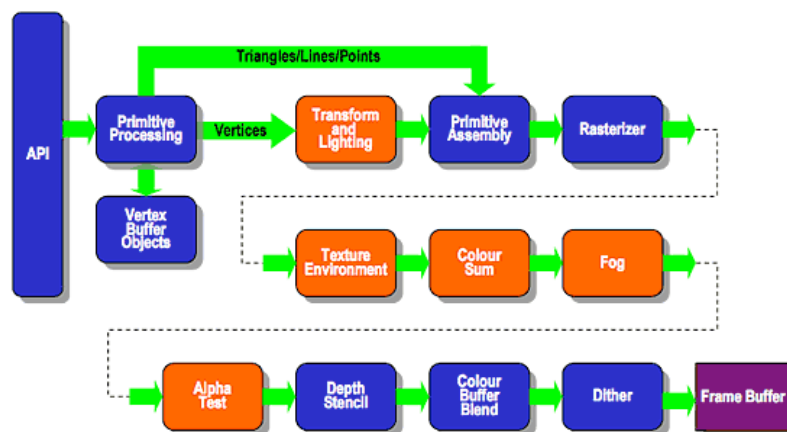 Triangles/Lines/Points
API
Primitive
Processing
Vertices
Transform
and
Lighting
Primitive
Assembly
Rasterizer
Vertex
Buffer
Objects
Texture
Environment
Colour
Sum
Fog
Alpha
Test
Depth
Stencil
Colour
Buffer
Blend
Dither
Frame Buffer